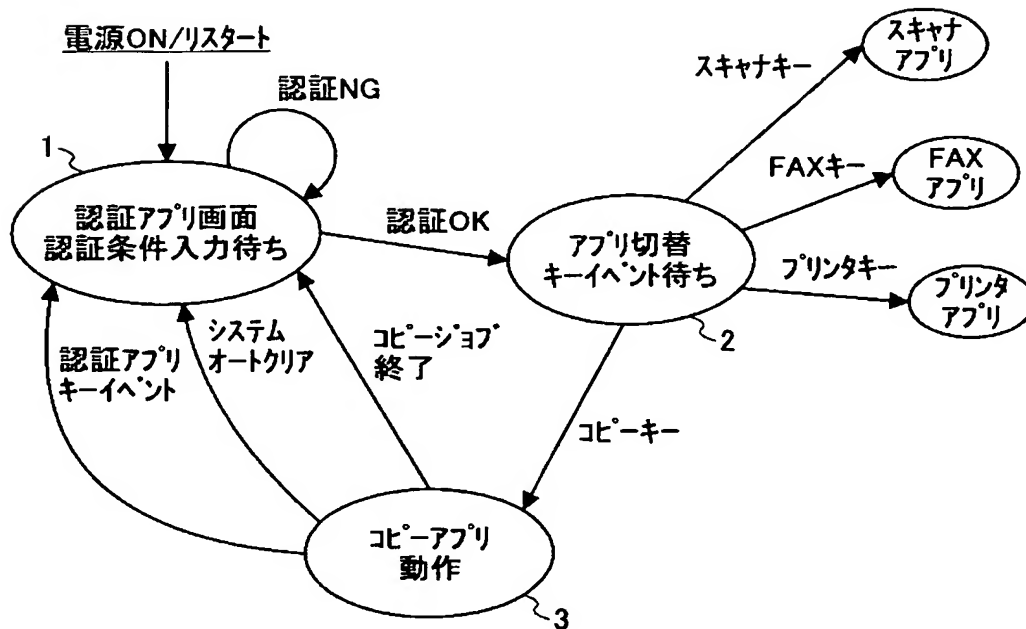 電源ON/リスタート
認証NG
1
認証アプリ画面
認証条件入力待ち
認証OK
アプリ切替
キーイベント待ち
2
スキャナキー
スキャナ
アプリ
FAXキー
FAX
アプリ
プリンタキー
プリンタ
アプリ
認証アプリ
キーイベント
システム
オートクリア
コピージョブ
終了
コピーキー
コピーアプリ
動作
3